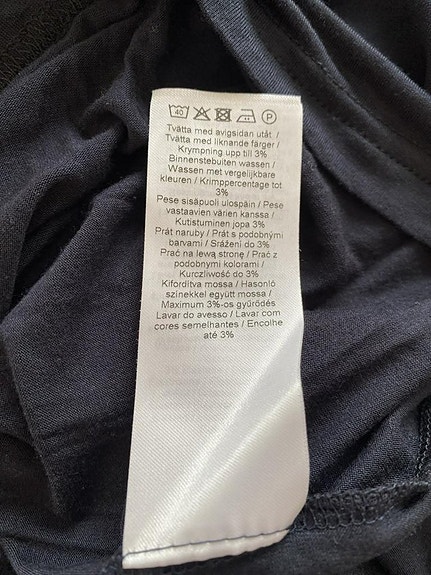 40 P
Tvätta med avigsidan utåt /
Tvätta med liknande färger /
Krympning upp till 3%
Binnenstebuiten wassen /
Wassen met vergelijkbare
kleuren / Krimppercentage tot
3%
Pese sisäpuoli ulospäin / Pese
vastaavien värien kanssa /
Kutistuminen jopa 3%
Prát naruby / Prát s podobnými
barvami / Srážení do 3%
Prać na lewą stronę / Prać z
podobnymi kolorami /
Kurczliwość do 3%
Kifordítva mossa / Hasonló
színekkel együtt mossa /
Maximum 3%-os gyűrődés
Lavar do avesso / Lavar com
cores semelhantes / Encolhe
até 3%